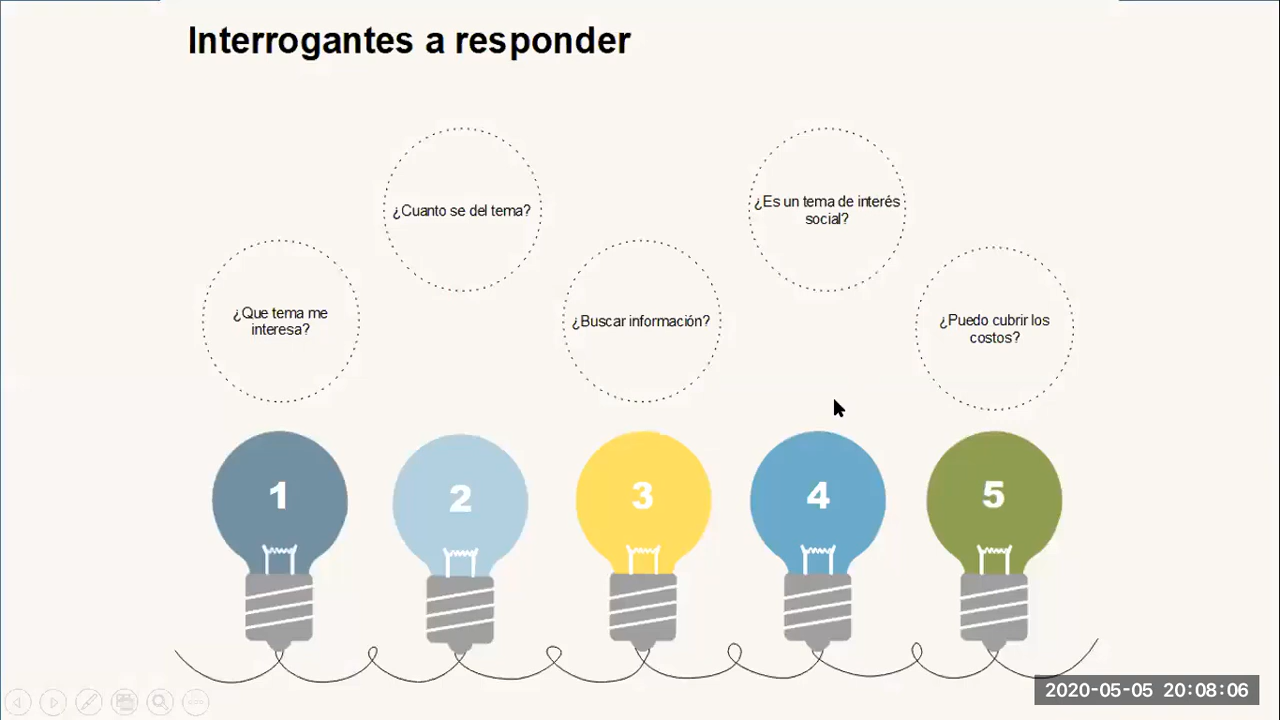 Interrogantes a responder
¿Que tema me
interesa?
¿Cuanto se del tema?
¿Buscar información?
¿Es un tema de interés
social?
¿Puedo cubrir los
costos?
1
2
3
4
5
2020-05-05 20:08:06